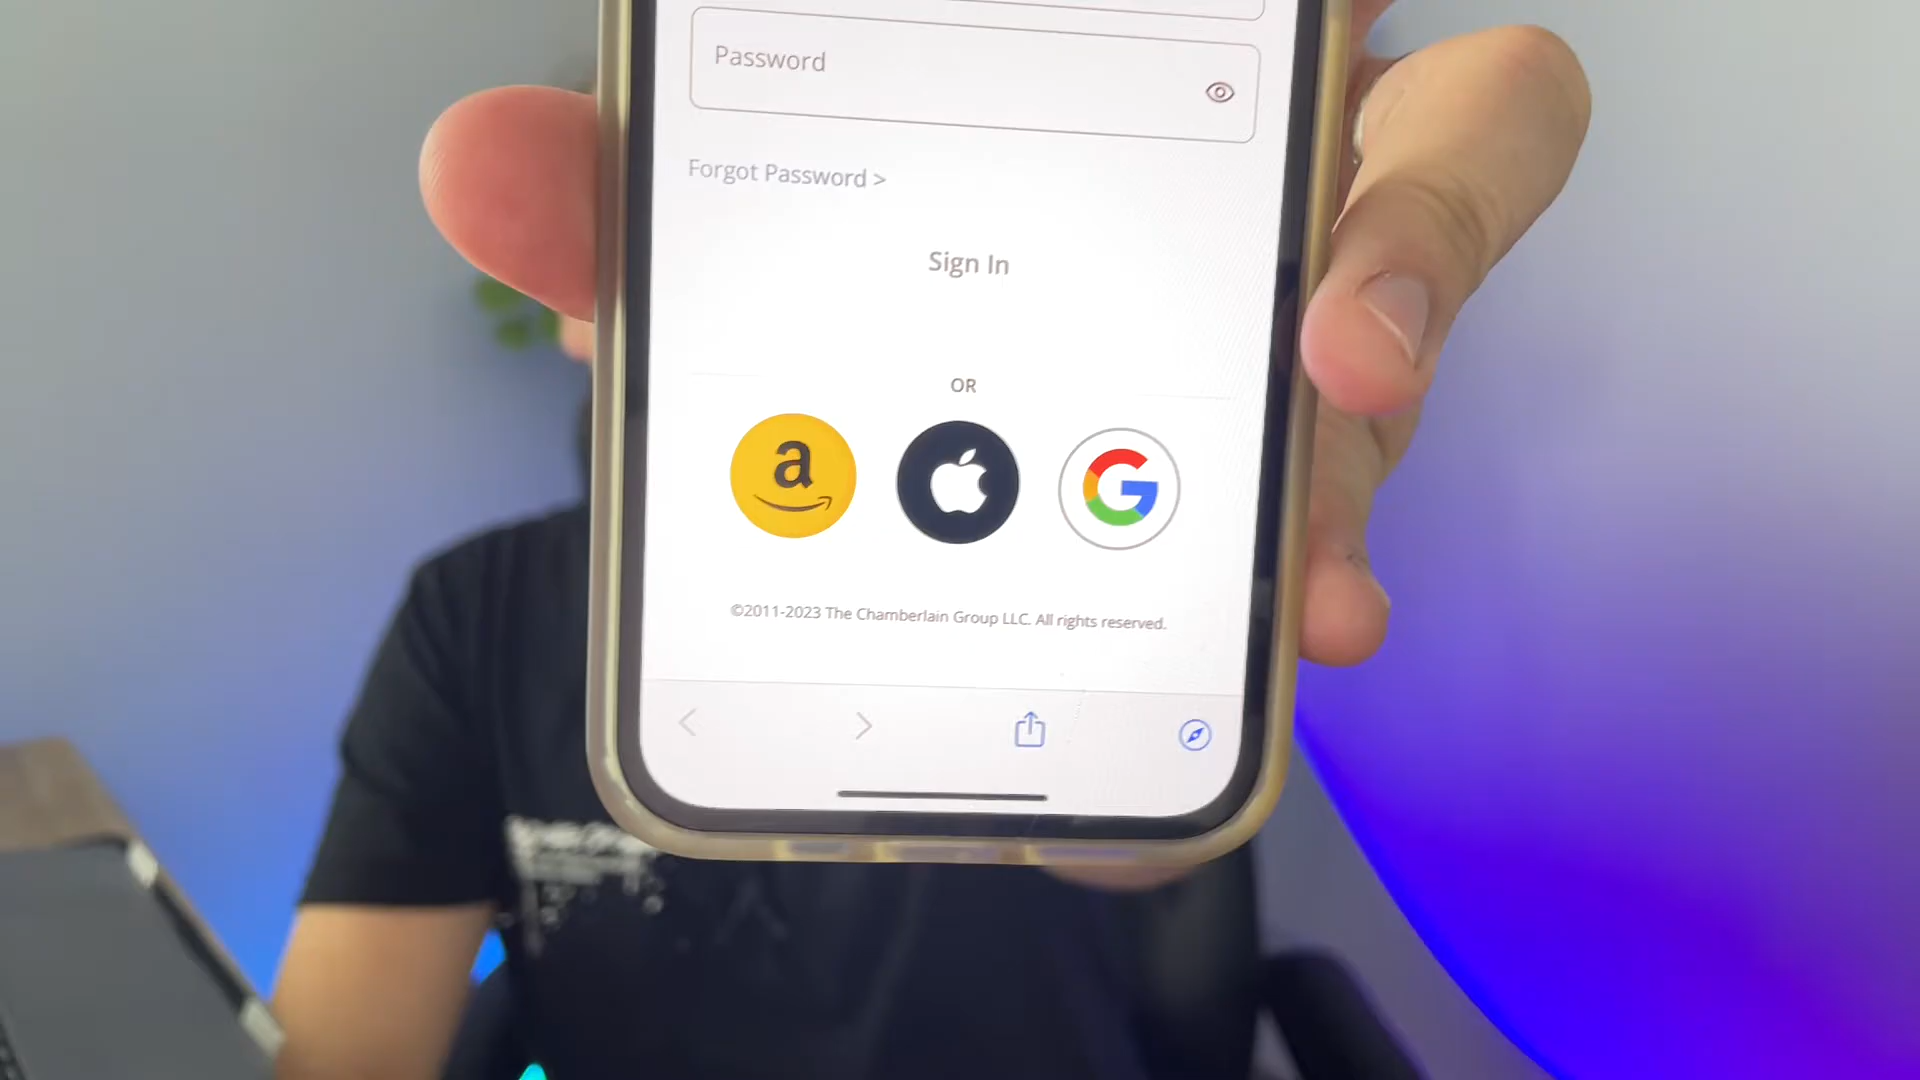 Password
Forgot Password >
Sign In
OR
a
G
©2011-2023 The Chamberlain Group LLC. All rights reserved.